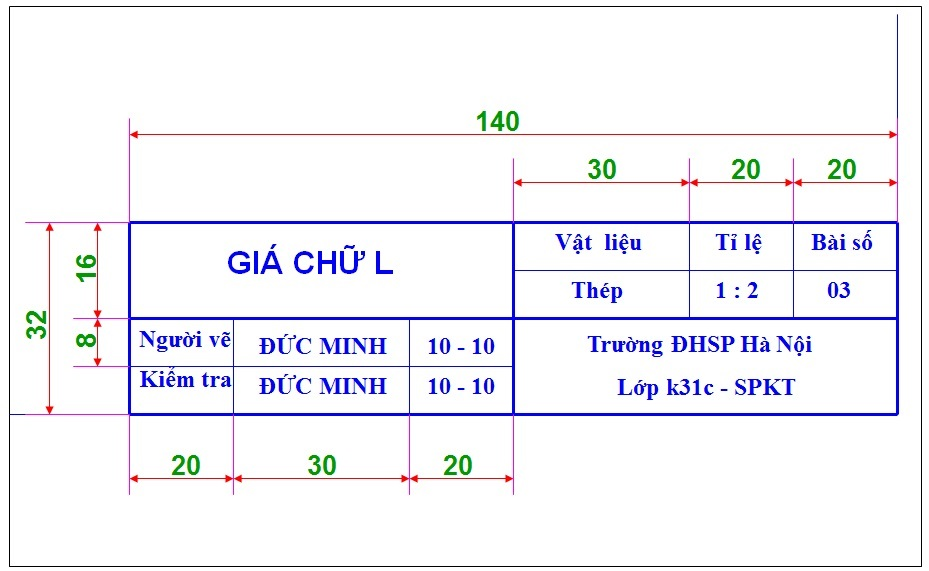 140
30 20 20
GIÁ CHỮ L
Vật liệu Tỉ lệ Bài số
Thép 1 : 2 03
32
16
8
Người vẽ ĐỨC MINH 10 - 10
Kiểm tra ĐỨC MINH 10 - 10
Trường ĐHSP Hà Nội
Lớp k31c - SPKT
20 30 20